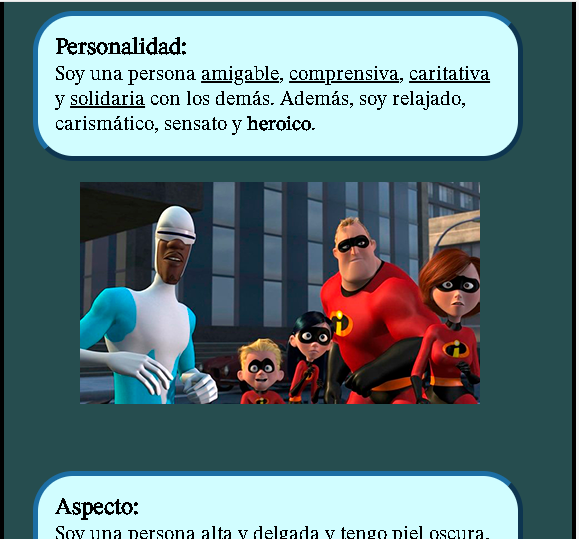 Personalidad:
Soy una persona amigable, comprensiva, caritativa
y solidaria con los demás. Además, soy relajado,
carismático, sensato y heroico.
Aspecto:
Soy una persona alta y delgada y tengo piel oscura.